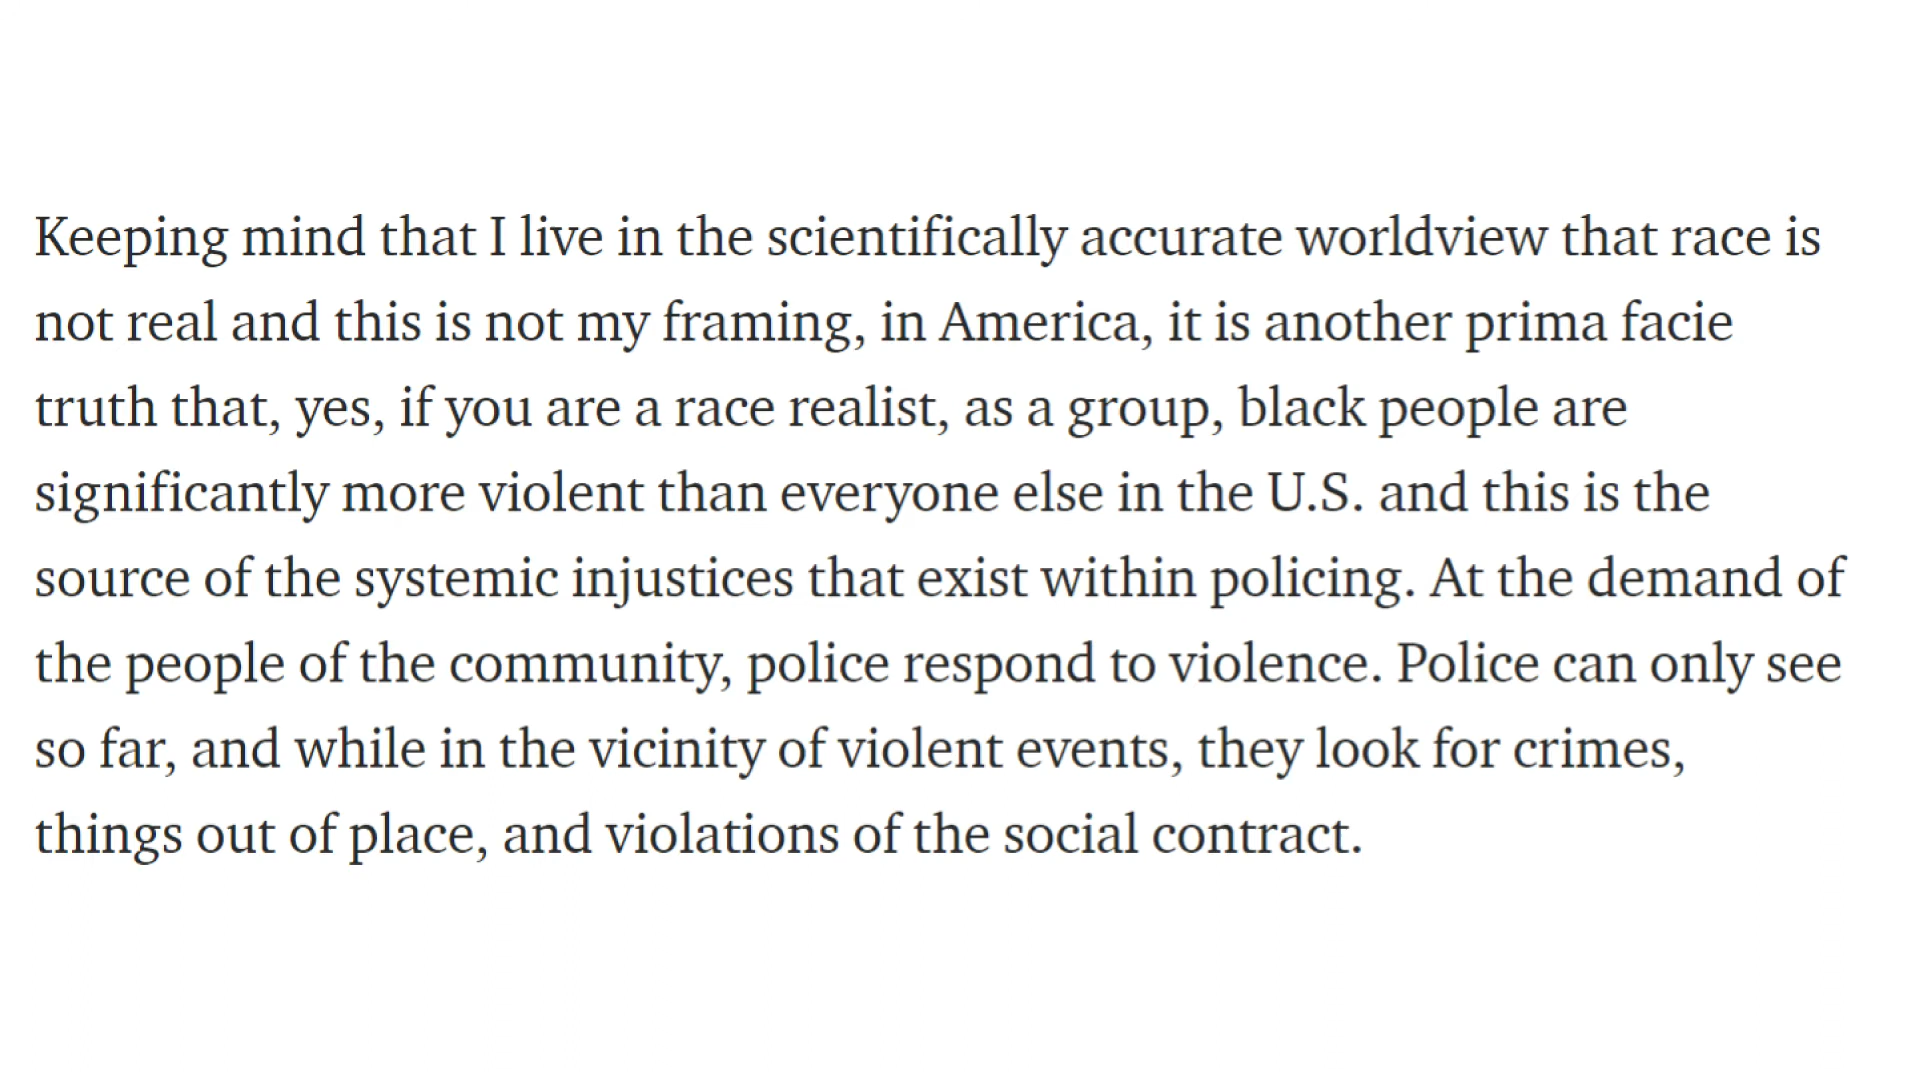 Keeping mind that I live in the scientifically accurate worldview that race is
not real and this is not my framing, in America, it is another prima facie
truth that, yes, if you are a race realist, as a group, black people are
significantly more violent than everyone else in the U.S. and this is the
source of the systemic injustices that exist within policing. At the demand of
the people of the community, police respond to violence. Police can only see
so far, and while in the vicinity of violent events, they look for crimes,
things out of place, and violations of the social contract.